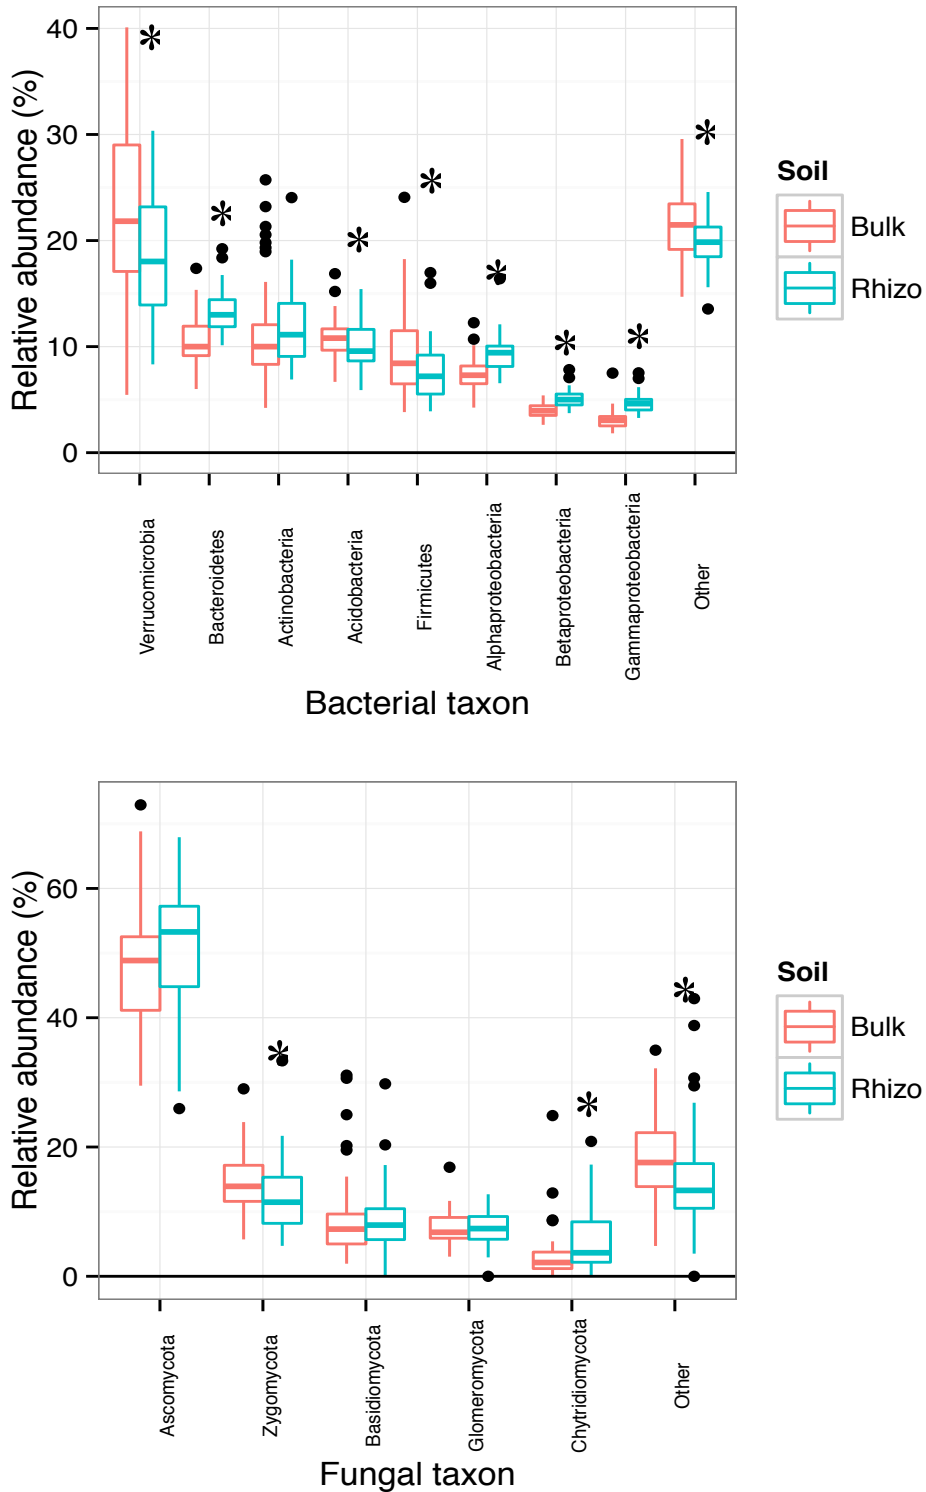 Relative abundance (%)
40
30
20
10
0
*
*
*
*
*
*
*
*
Verrucomicrobia
Bacteroidetes
Actinobacteria
Acidobacteria
Firmicutes
Alphaproteobacteria
Betaproteobacteria
Gammaproteobacteria
Other
Bacterial taxon
Soil
Bulk
Rhizo
Relative abundance (%)
60
40
20
0
*
*
*
Ascomycota
Zygomycota
Basidiomycota
Glomeromycota
Chytridiomycota
Other
Fungal taxon
Soil
Bulk
Rhizo